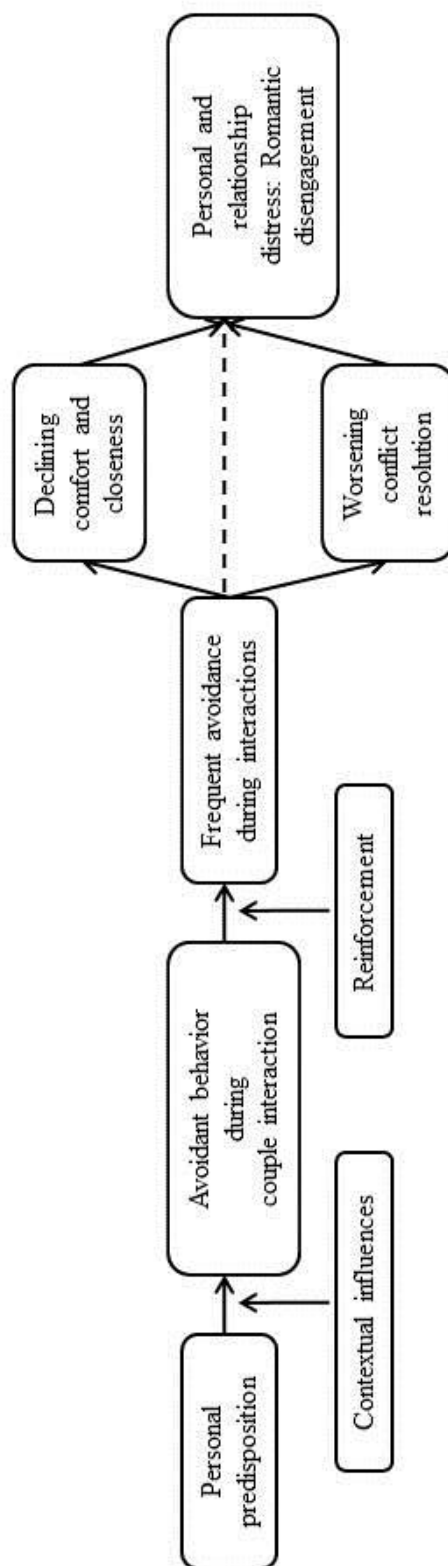 Personal
predisposition
Contextual influences
Avoidant behavior
during
couple interaction
Reinforcement
Frequent avoidance
during interactions
Declining
comfort and
closeness
Worsening
conflict
resolution
Personal and
relationship
distress: Romantic
disengagement